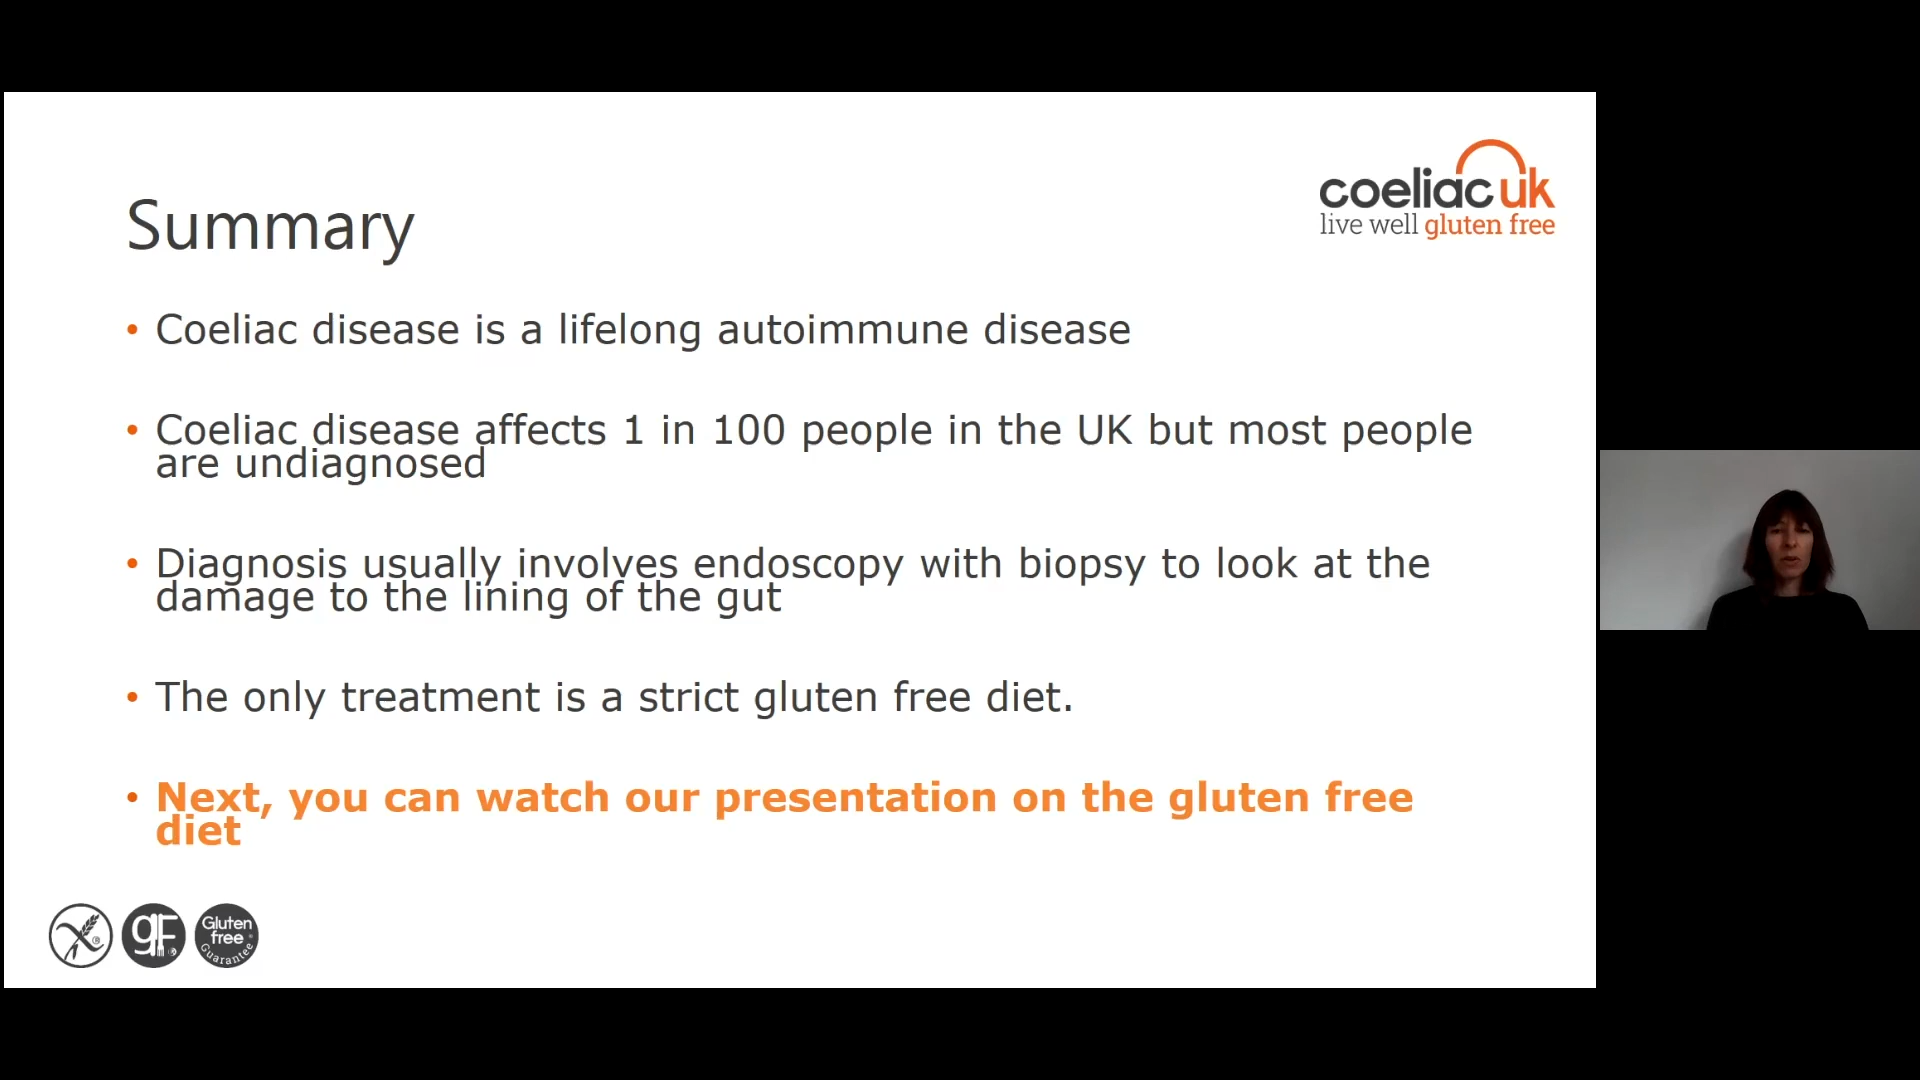 coeliac uk
live well gluten free
Summary
• Coeliac disease is a lifelong autoimmune disease
• Coeliac disease affects 1 in 100 people in the UK but most people
are undiagnosed
• Diagnosis usually involves endoscopy with biopsy to look at the
damage to the lining of the gut
• The only treatment is a strict gluten free diet.
• Next, you can watch our presentation on the gluten free
diet
gF
Gluten
free
Guarantee